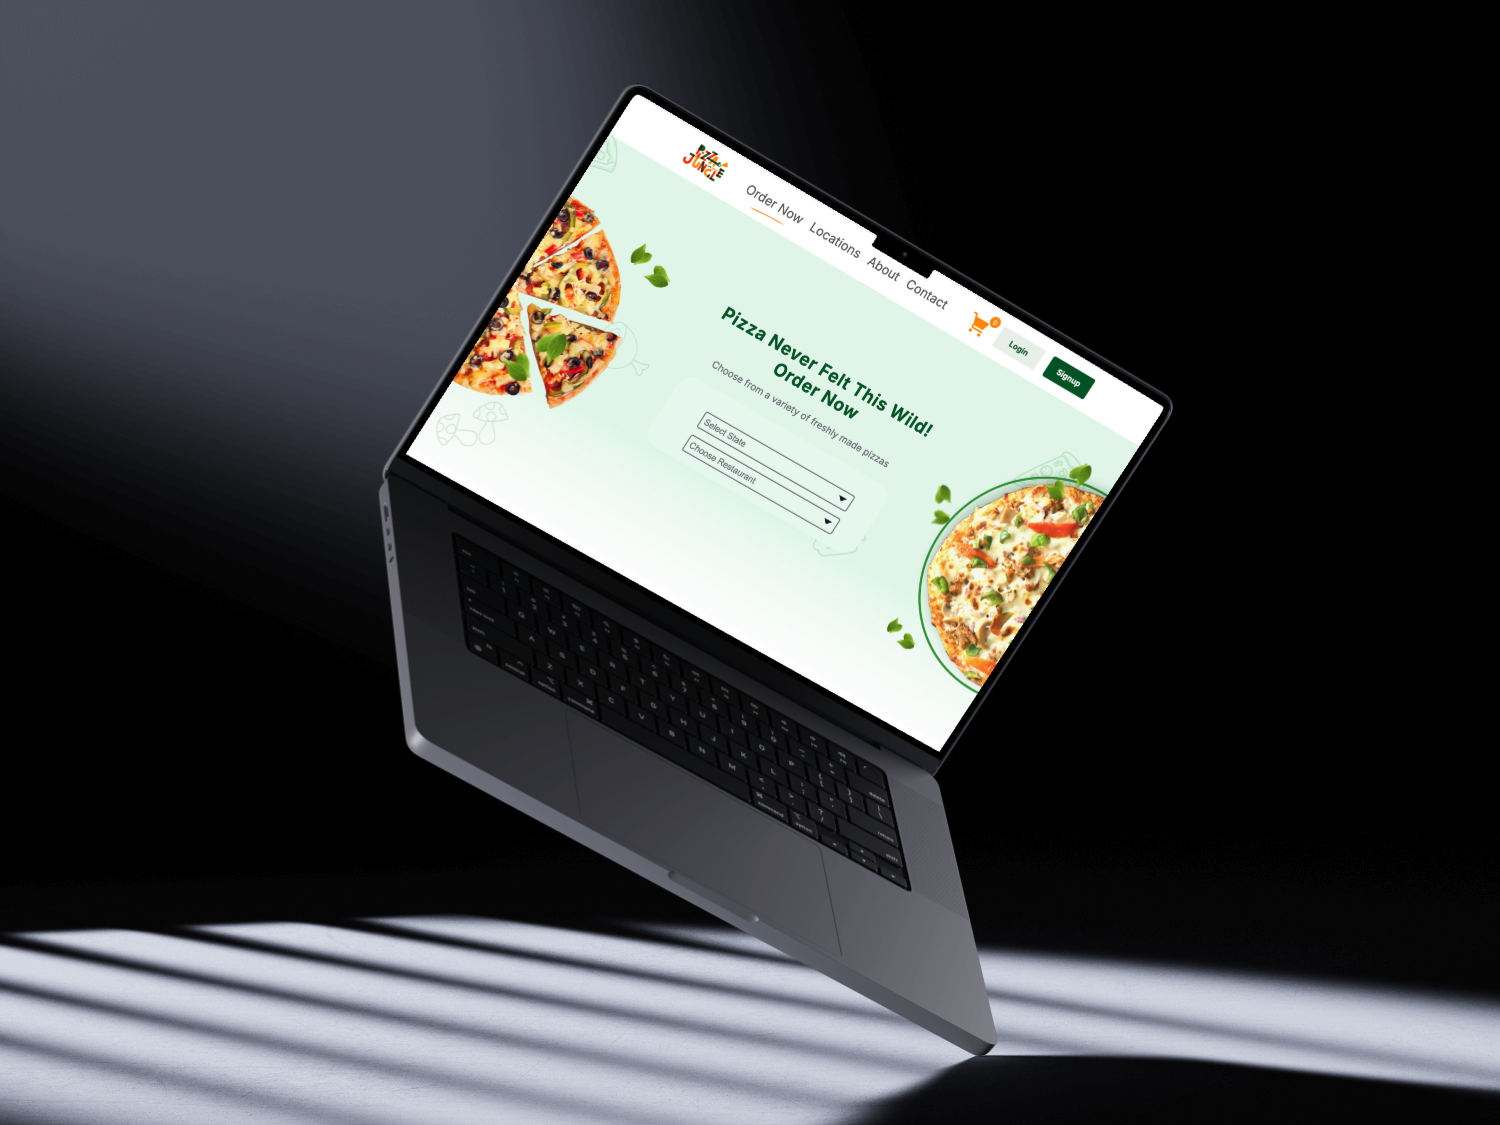 PIZZA
JUNGLE
Order Now
Locations
About
Contact
0
Login
Signup
Pizza Never Felt This Wild!
Order Now
Choose from a variety of freshly made pizzas
Select State
Choose Restaurant